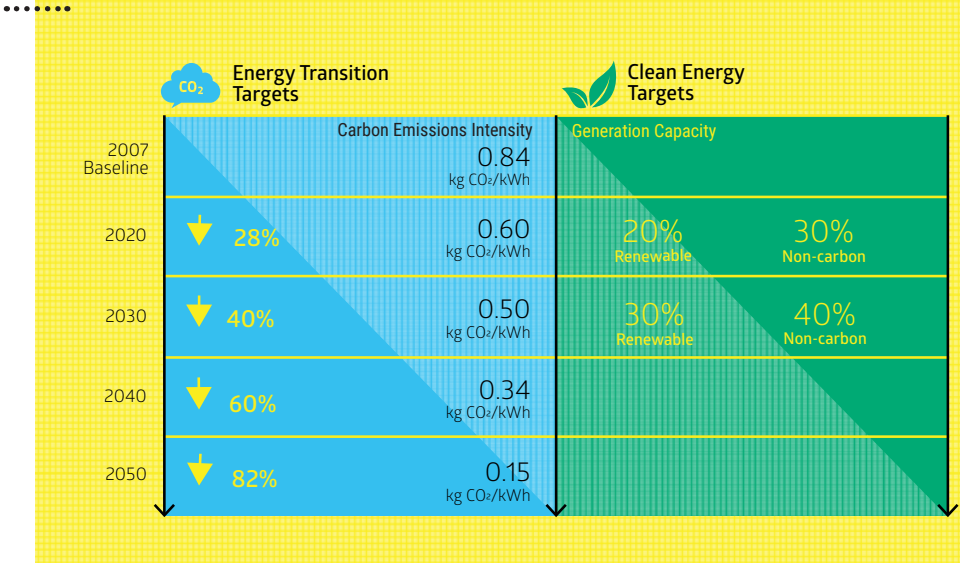 CO₂
Energy Transition
Targets
Clean Energy
Targets
Carbon Emissions Intensity
Generation Capacity
2007
Baseline
0.84
kg CO₂/kWh
2020
28%
0.60
kg CO₂/kWh
20%
Renewable
30%
Non-carbon
2030
40%
0.50
kg CO₂/kWh
30%
Renewable
40%
Non-carbon
2040
60%
0.34
kg CO₂/kWh
2050
82%
0.15
kg CO₂/kWh